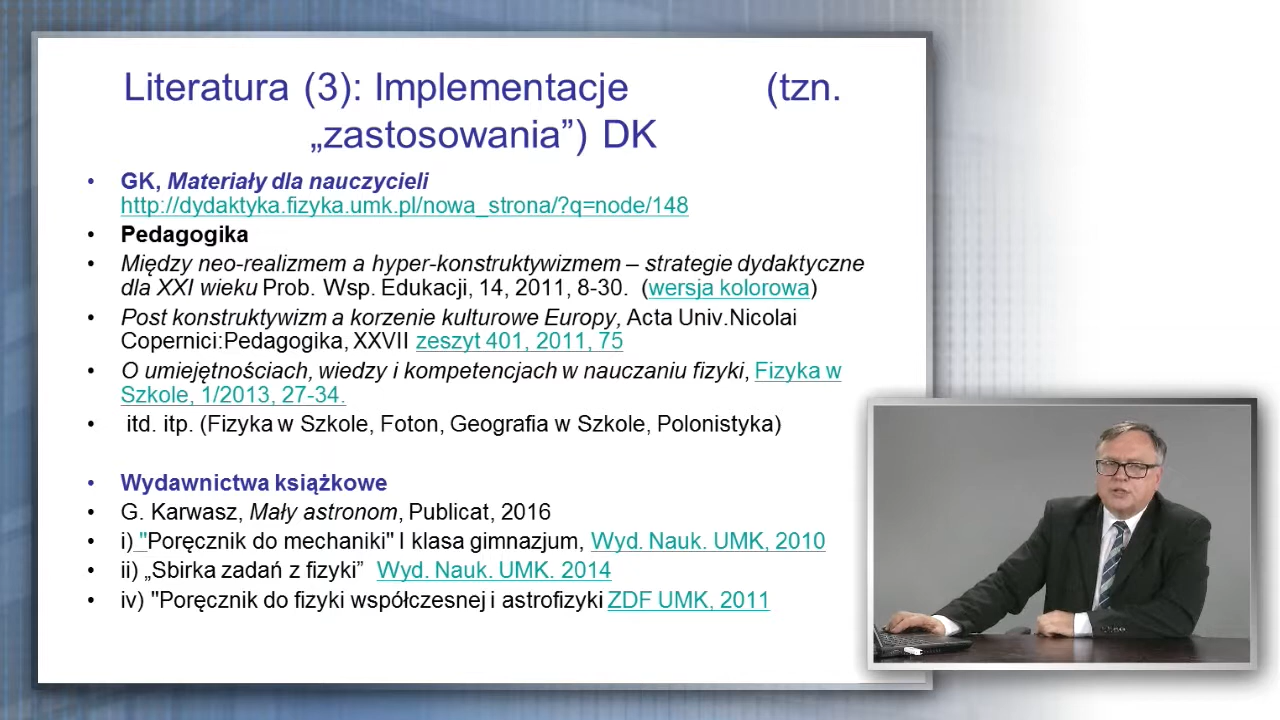 Literatura (3): Implementacje (tzn.
„zastosowania”) DK
• GK, Materiały dla nauczycieli
http://dydaktyka.fizyka.umk.pl/nowa_strona/?q=node/148
• Pedagogika
• Między neo-realizmem a hyper-konstruktywizmem – strategie dydaktyczne
dla XXI wieku Prob. Wsp. Edukacji, 14, 2011, 8-30. (wersja kolorowa)
• Post konstruktywizm a korzenie kulturowe Europy, Acta Univ.Nicolai
Copernici:Pedagogika, XXVII zeszyt 401, 2011, 75
• O umiejętnościach, wiedzy i kompetencjach w nauczaniu fizyki, Fizyka w
Szkole, 1/2013, 27-34.
• itd. itp. (Fizyka w Szkole, Foton, Geografia w Szkole, Polonistyka)
• Wydawnictwa książkowe
• G. Karwasz, Mały astronom, Publicat, 2016
• i) "Poręcznik do mechaniki" I klasa gimnazjum, Wyd. Nauk. UMK, 2010
• ii) „Sbirka zadań z fizyki” Wyd. Nauk. UMK. 2014
• iv) "Poręcznik do fizyki współczesnej i astrofizyki ZDF UMK, 2011